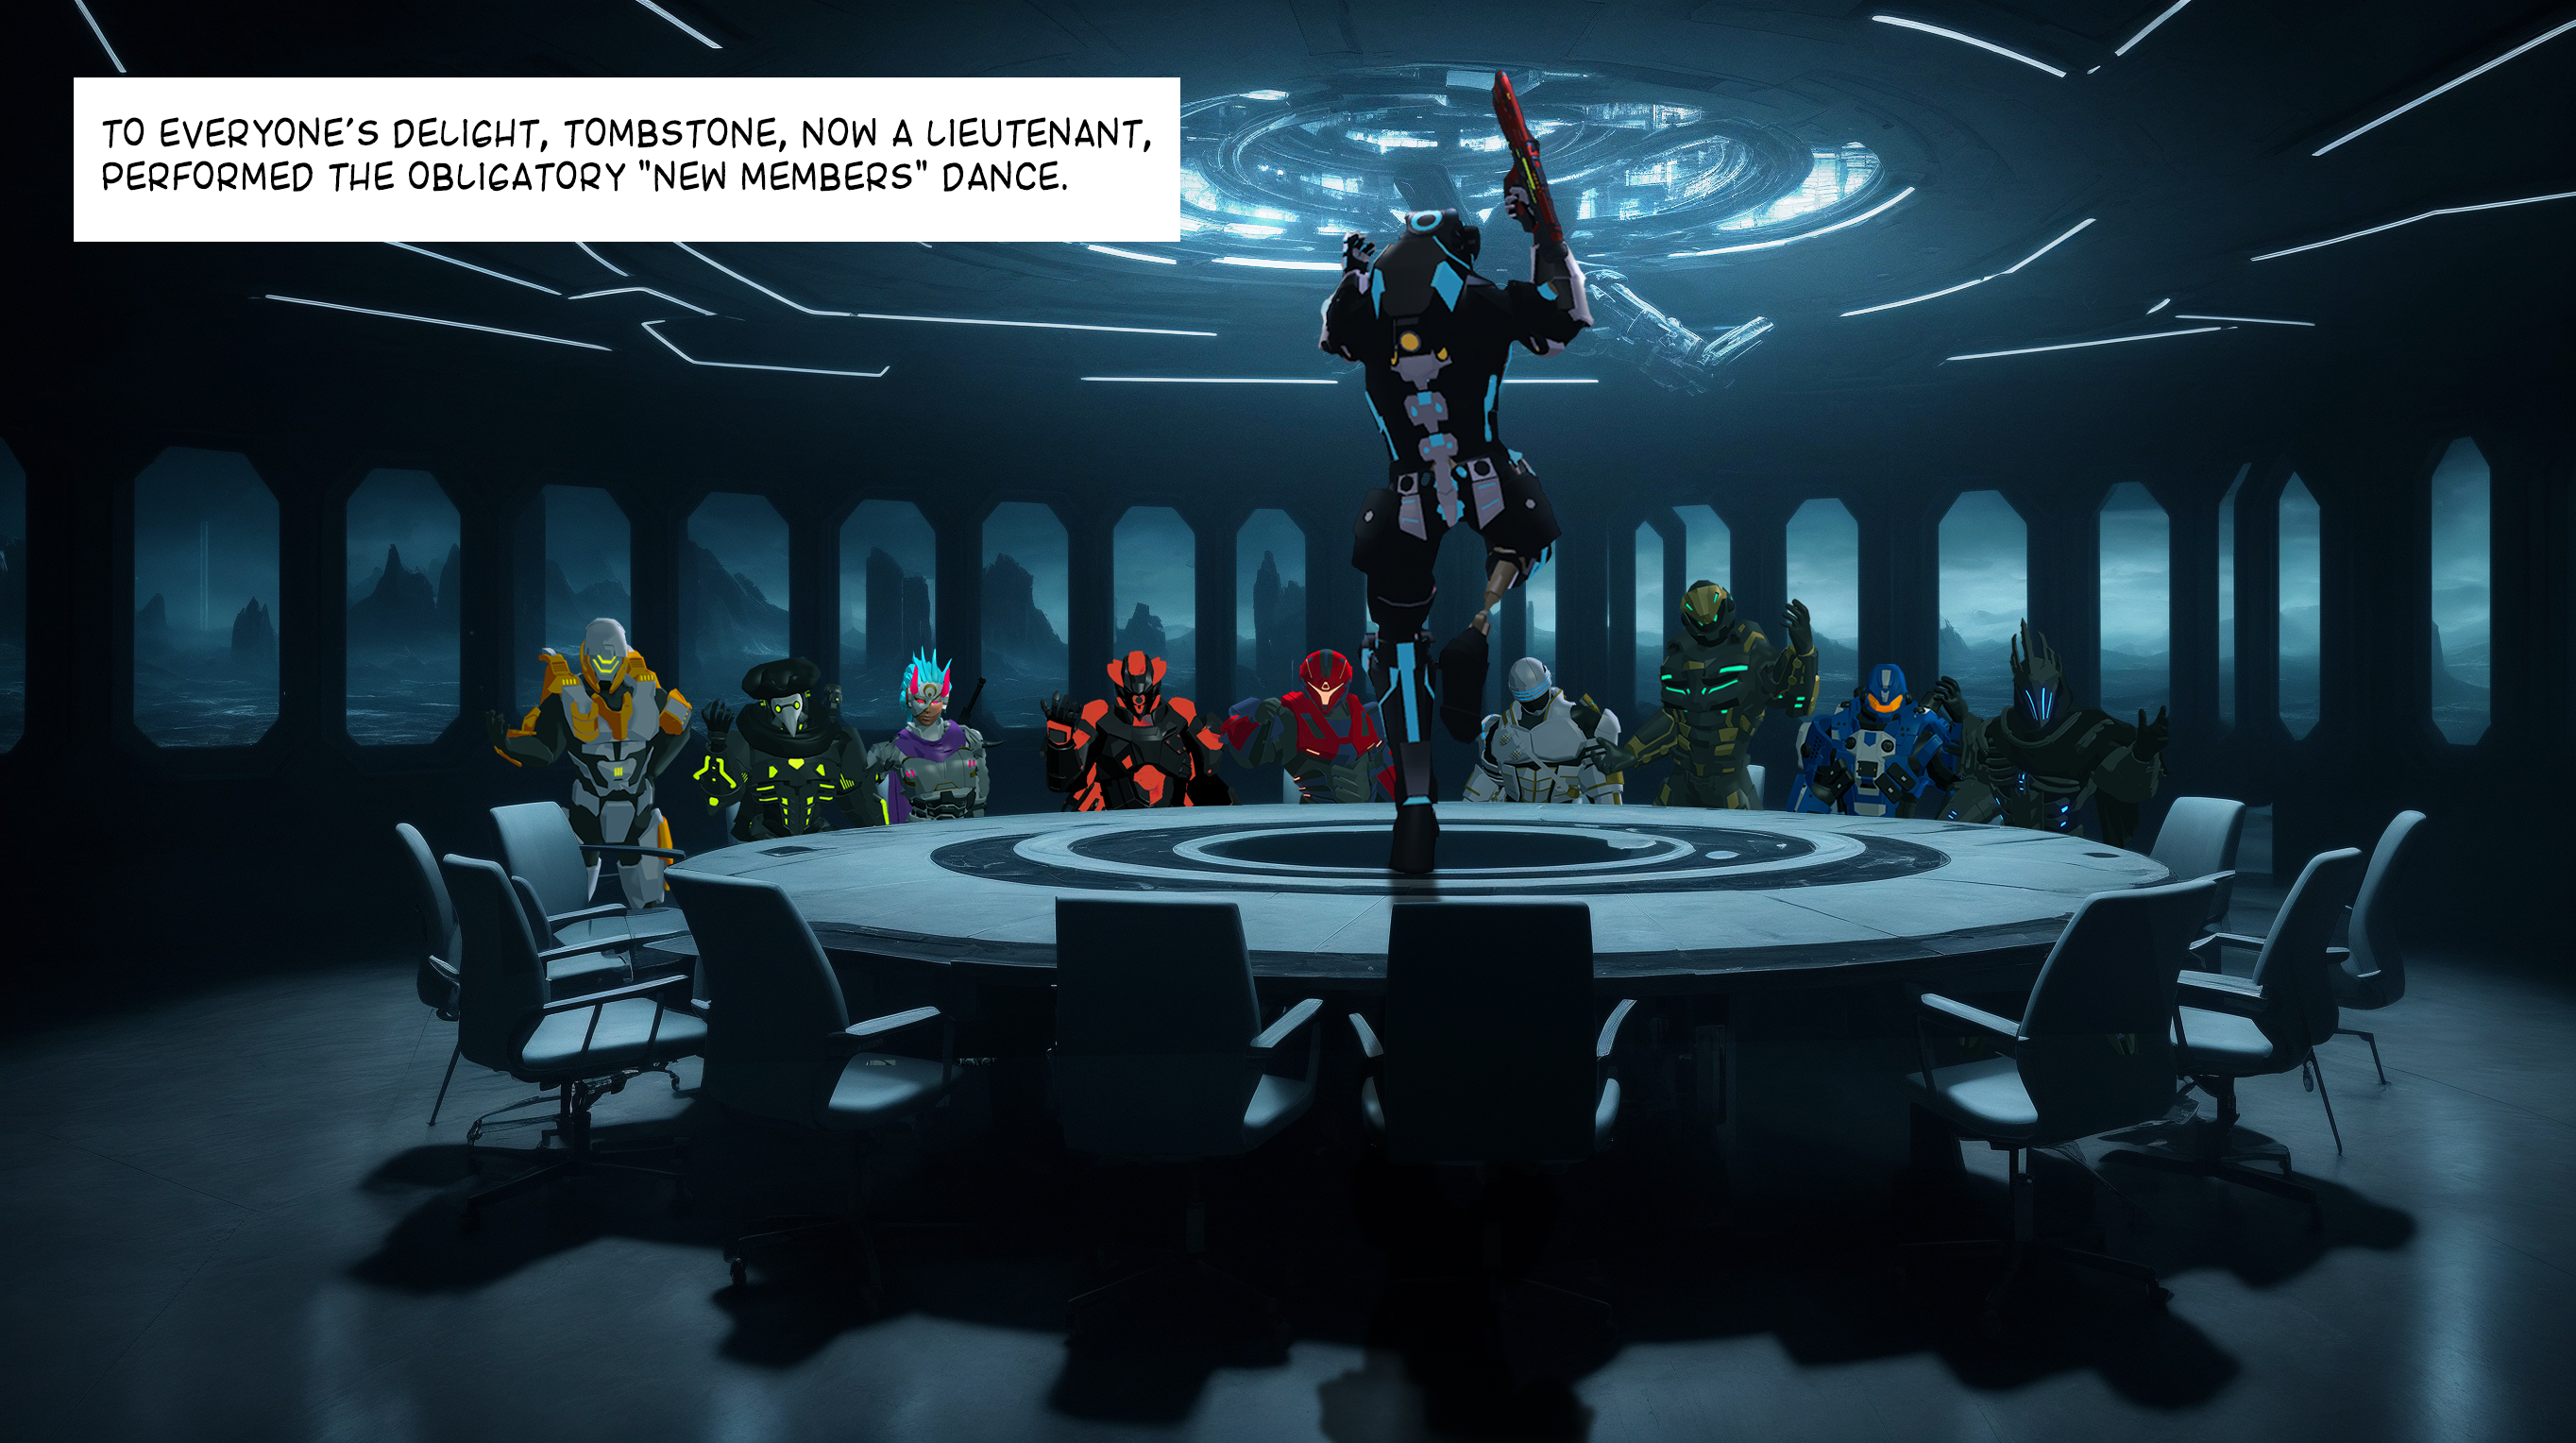 TO EVERYONE'S DELIGHT, TOMBSTONE, NOW A LIEUTENANT,
PERFORMED THE OBLIGATORY "NEW MEMBERS" DANCE.